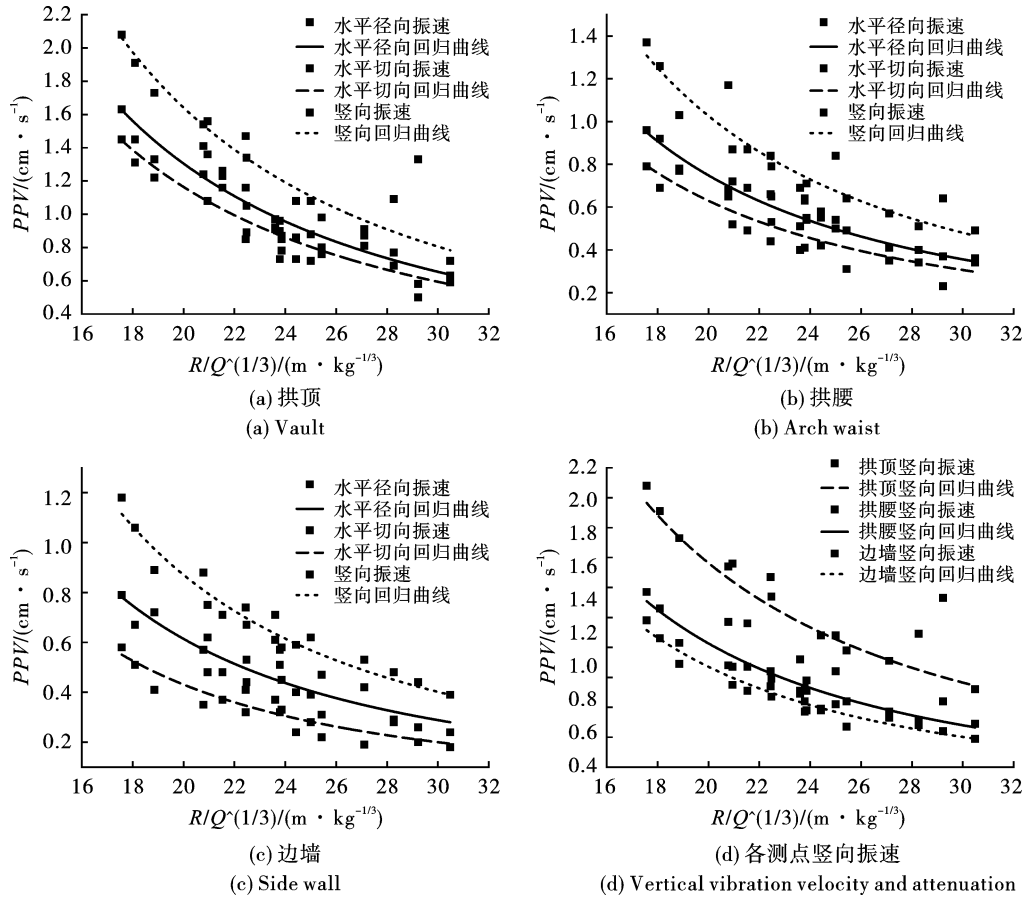 2.2
2.0
1.8
1.6
1.4
1.2
1.0
0.8
0.6
0.4
PPV/(cm · s⁻¹)
水平径向振速
水平径向回归曲线
水平切向振速
水平切向回归曲线
竖向振速
竖向回归曲线
16 18 20 22 24 26 28 30 32
R/Q^(1/3)/(m · kg⁻¹/³)
(a) 拱顶
(a) Vault
1.4
1.2
1.0
0.8
0.6
0.4
0.2
PPV/(cm · s⁻¹)
水平径向振速
水平径向回归曲线
水平切向振速
水平切向回归曲线
竖向振速
竖向回归曲线
16 18 20 22 24 26 28 30 32
R/Q^(1/3)/(m · kg⁻¹/³)
(b) 拱腰
(b) Arch waist
1.2
1.0
0.8
0.6
0.4
0.2
PPV/(cm · s⁻¹)
水平径向振速
水平径向回归曲线
水平切向振速
水平切向回归曲线
竖向振速
竖向回归曲线
16 18 20 22 24 26 28 30 32
R/Q^(1/3)/(m · kg⁻¹/³)
(c) 边墙
(c) Side wall
2.2
2.0
1.8
1.6
1.4
1.2
1.0
0.8
0.6
0.4
PPV/(cm · s⁻¹)
拱顶竖向振速
拱顶竖向回归曲线
拱腰竖向振速
拱腰竖向回归曲线
边墙竖向振速
边墙竖向回归曲线
16 18 20 22 24 26 28 30 32
R/Q^(1/3)/(m · kg⁻¹/³)
(d) 各测点竖向振速
(d) Vertical vibration velocity and attenuation